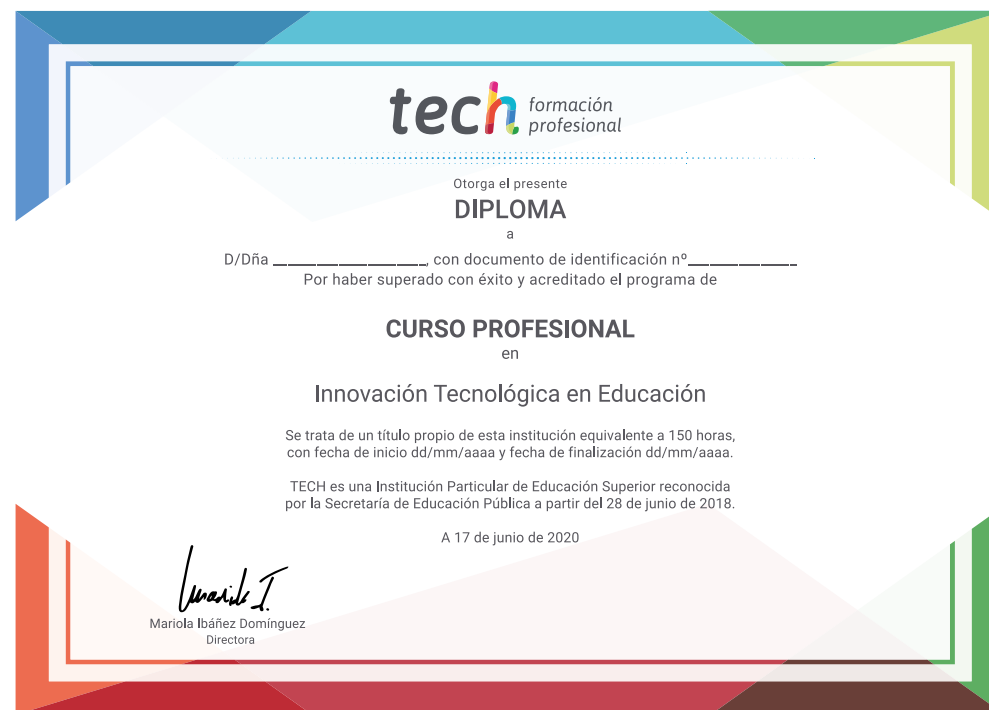 tech formación
profesional
Otorga el presente
DIPLOMA
a
D/Dña ____________________, con documento de identificación nº______________
Por haber superado con éxito y acreditado el programa de
CURSO PROFESIONAL
en
Innovación Tecnológica en Educación
Se trata de un título propio de esta institución equivalente a 150 horas,
con fecha de inicio dd/mm/aaaa y fecha de finalización dd/mm/aaaa.
TECH es una Institución Particular de Educación Superior reconocida
por la Secretaría de Educación Pública a partir del 28 de junio de 2018.
A 17 de junio de 2020
Mariola Ibáñez Domínguez
Directora